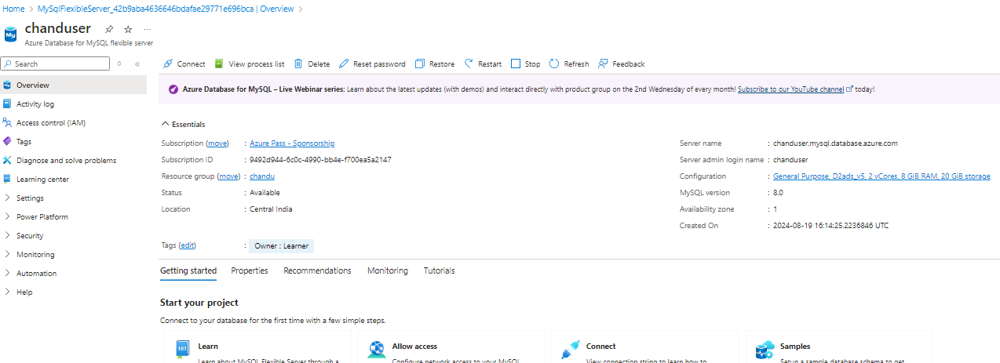 Home > MySqlFlexibleServer_42b9aba4636646bdafae29771e696bca | Overview >
My
chanduser
Azure Database for MySQL flexible server
Search
Connect View process list Delete Reset password Restore Restart Stop Refresh Feedback
Overview
Activity log
Access control (IAM)
Tags
Diagnose and solve problems
Learning center
Settings
Power Platform
Security
Monitoring
Automation
Help
Azure Database for MySQL – Live Webinar series: Learn about the latest updates (with demos) and interact directly with product group on the 2nd Wednesday of every month! Subscribe to our YouTube channel today!
Essentials
Subscription (move) : Azure Pass - Sponsorship
Subscription ID : 9492d944-6c0c-4990-bb4e-f700ea5a2147
Resource group (move) : chandu
Status : Available
Location : Central India
Server name : chanduser.mysql.database.azure.com
Server admin login name : chanduser
Configuration : General Purpose, D2ads_v5, 2 vCores, 8 GiB RAM, 20 GiB storage
MySQL version : 8.0
Availability zone : 1
Created On : 2024-08-19 16:14:25.2236846 UTC
Tags (edit) : Owner : Learner
Getting started Properties Recommendations Monitoring Tutorials
Start your project
Connect to your database for the first time with a few simple steps.
101
Learn
Learn about MySQL Flexible Server through a
Allow access
Configure network access to your MySQL
Connect
View connection string to learn how to
Samples
Setup a sample database schema to get